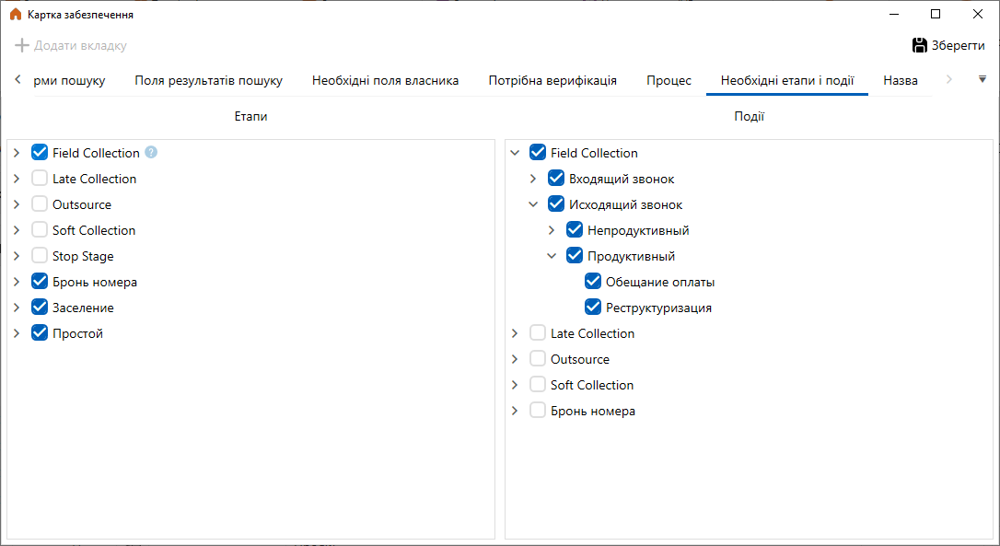 Картка забезпечення
Додати вкладку
Зберегти
рми пошуку Поля результатів пошуку Необхідні поля власника Потрібна верифікація Процес Необхідні етапи і події Назва
Етапи
Field Collection ?
Late Collection
Outsource
Soft Collection
Stop Stage
Бронь номера
Заселение
Простой
Події
Field Collection
Входящий звонок
Исходящий звонок
Непродуктивный
Продуктивный
Обещание оплаты
Реструктуризация
Late Collection
Outsource
Soft Collection
Бронь номера